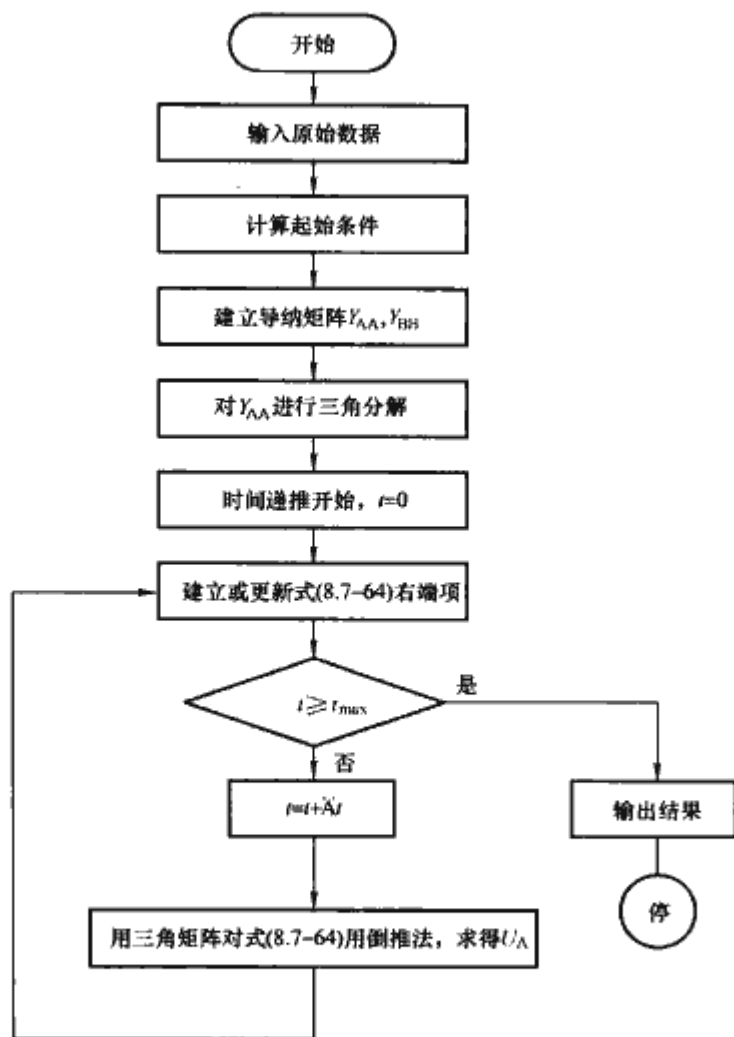 开始
输入原始数据
计算起始条件
建立导纳矩阵Y_AA, Y_BH
对Y_AA进行三角分解
时间递推开始，t=0
建立或更新式(8.7-64)右端项
t≥t_max
是
否
t=t+Δt
输出结果
停
用三角矩阵对式(8.7-64)用倒推法，求得U_A